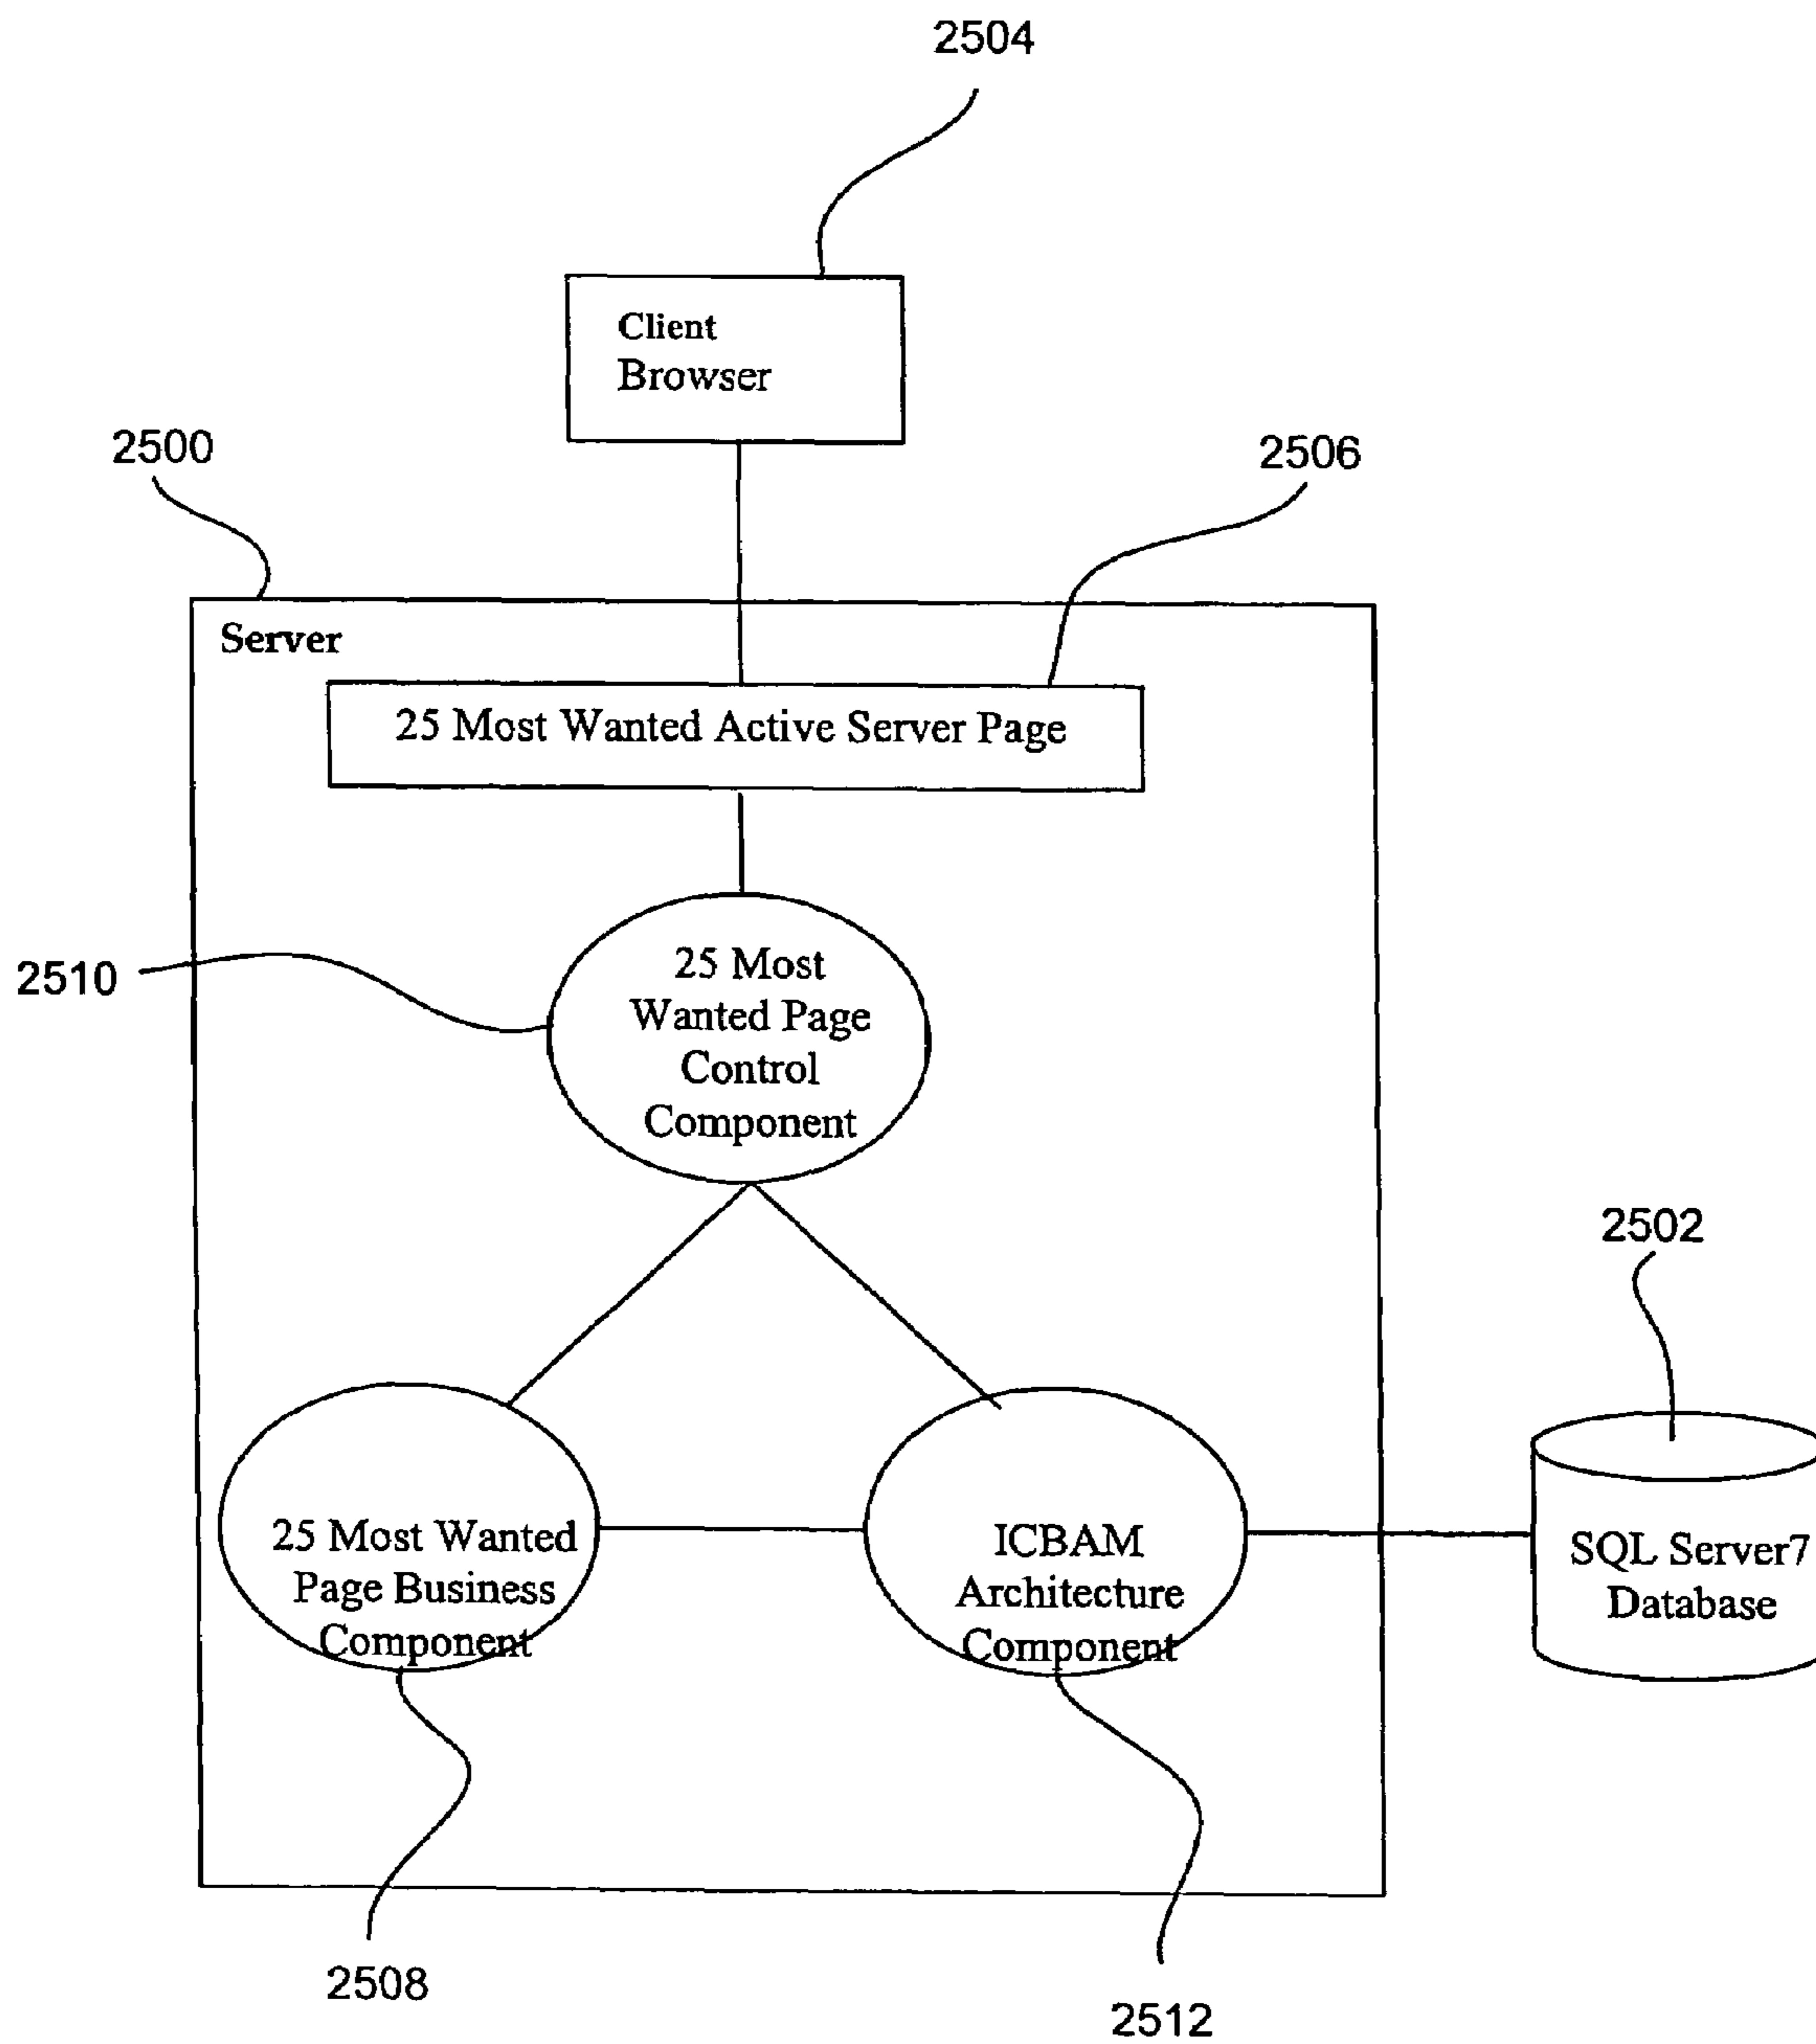 2504
Client
Browser
2500
2506
Server
25 Most Wanted Active Server Page
2510
25 Most
Wanted Page
Control
Component
2502
25 Most Wanted
Page Business
Component
ICBAM
Architecture
Component
SQL Server7
Database
2508
2512